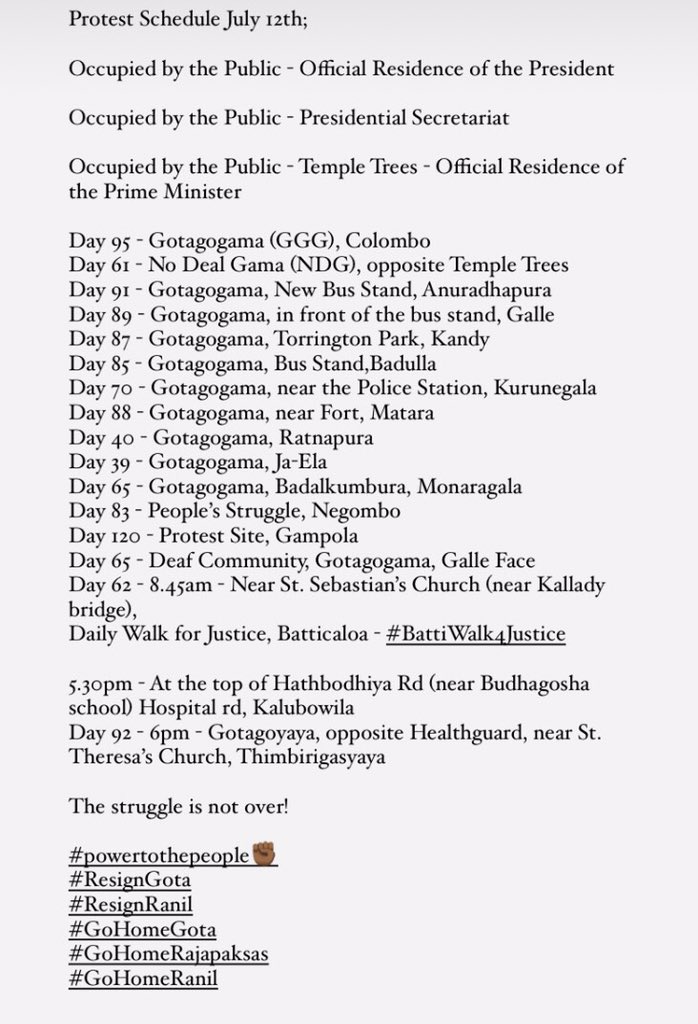 Protest Schedule July 12th;
Occupied by the Public - Official Residence of the President
Occupied by the Public - Presidential Secretariat
Occupied by the Public - Temple Trees - Official Residence of
the Prime Minister
Day 95 - Gotagogama (GGG), Colombo
Day 61 - No Deal Gama (NDG), opposite Temple Trees
Day 91 - Gotagogama, New Bus Stand, Anuradhapura
Day 89 - Gotagogama, in front of the bus stand, Galle
Day 87 - Gotagogama, Torrington Park, Kandy
Day 85 - Gotagogama, Bus Stand,Badulla
Day 70 - Gotagogama, near the Police Station, Kurunegala
Day 88 - Gotagogama, near Fort, Matara
Day 40 - Gotagogama, Ratnapura
Day 39 - Gotagogama, Ja-Ela
Day 65 - Gotagogama, Badalkumbura, Monaragala
Day 83 - People’s Struggle, Negombo
Day 120 - Protest Site, Gampola
Day 65 - Deaf Community, Gotagogama, Galle Face
Day 62 - 8.45am - Near St. Sebastian’s Church (near Kallady
bridge),
Daily Walk for Justice, Batticaloa - #BattiWalk4Justice
5.30pm - At the top of Hathbodhiya Rd (near Budhagosha
school) Hospital rd, Kalubowila
Day 92 - 6pm - Gotagoyaya, opposite Healthguard, near St.
Theresa’s Church, Thimbirigasyaya
The struggle is not over!
#powertothepeople✊🏾
#ResignGota
#ResignRanil
#GoHomeGota
#GoHomeRajapaksas
#GoHomeRanil